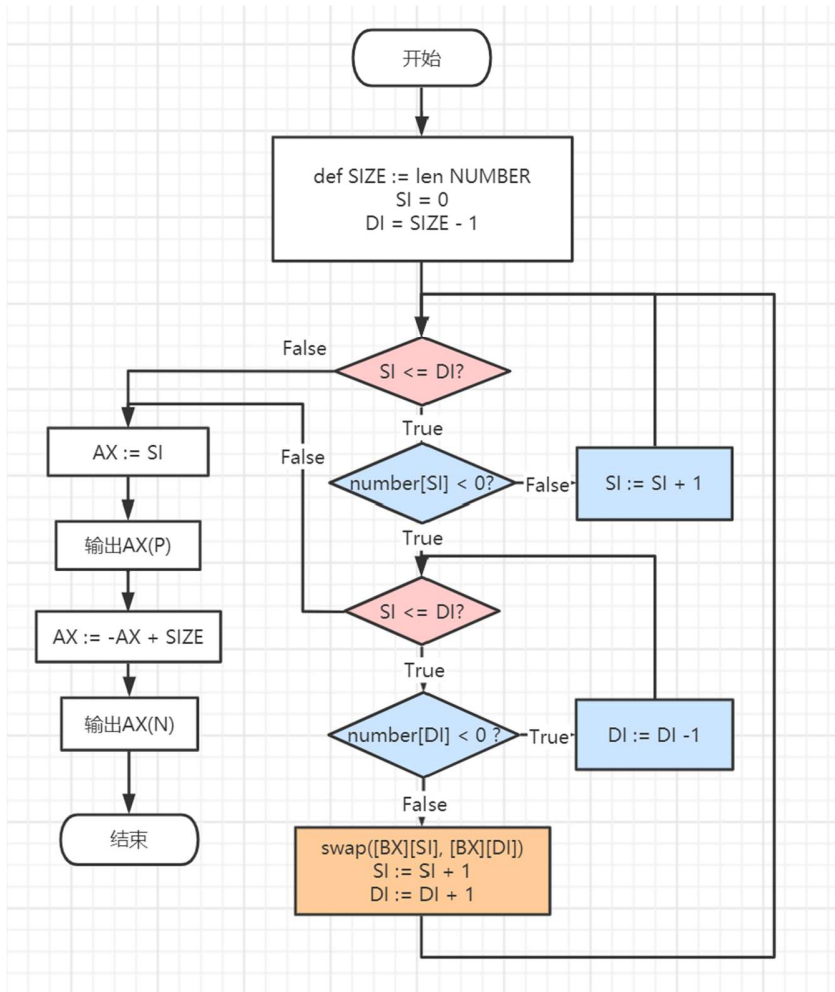 开始
def SIZE := len NUMBER
SI = 0
DI = SIZE - 1
False
SI <= DI?
True
AX := SI
False
number[SI] < 0?
False
SI := SI + 1
True
输出AX(P)
SI <= DI?
AX := -AX + SIZE
True
输出AX(N)
number[DI] < 0 ?
True
DI := DI -1
False
结束
swap([BX][SI], [BX][DI])
SI := SI + 1
DI := DI + 1